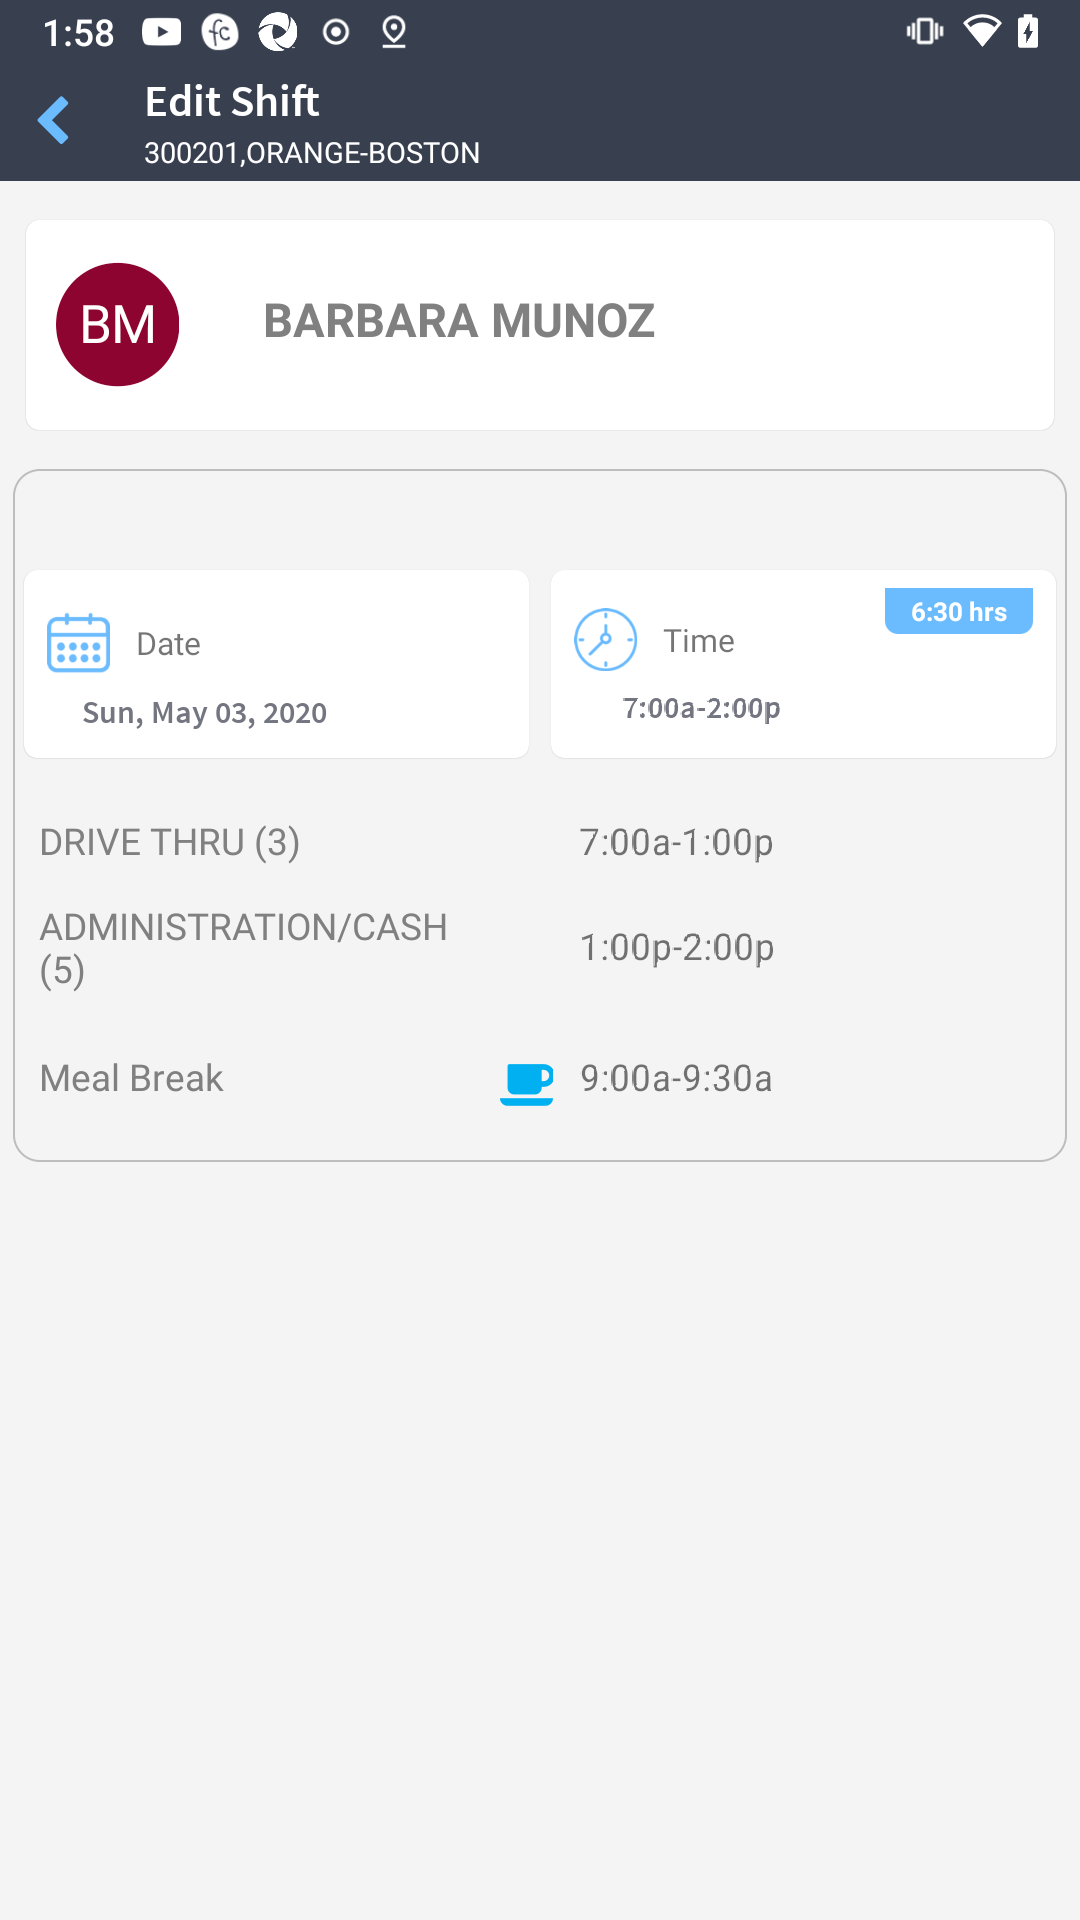 1:58
Edit Shift
300201,ORANGE-BOSTON
BM
BARBARA MUNOZ
Date
Sun, May 03, 2020
6:30 hrs
Time
7:00a-2:00p
DRIVE THRU (3)
7:00a-1:00p
ADMINISTRATION/CASH
(5)
1:00p-2:00p
Meal Break
9:00a-9:30a